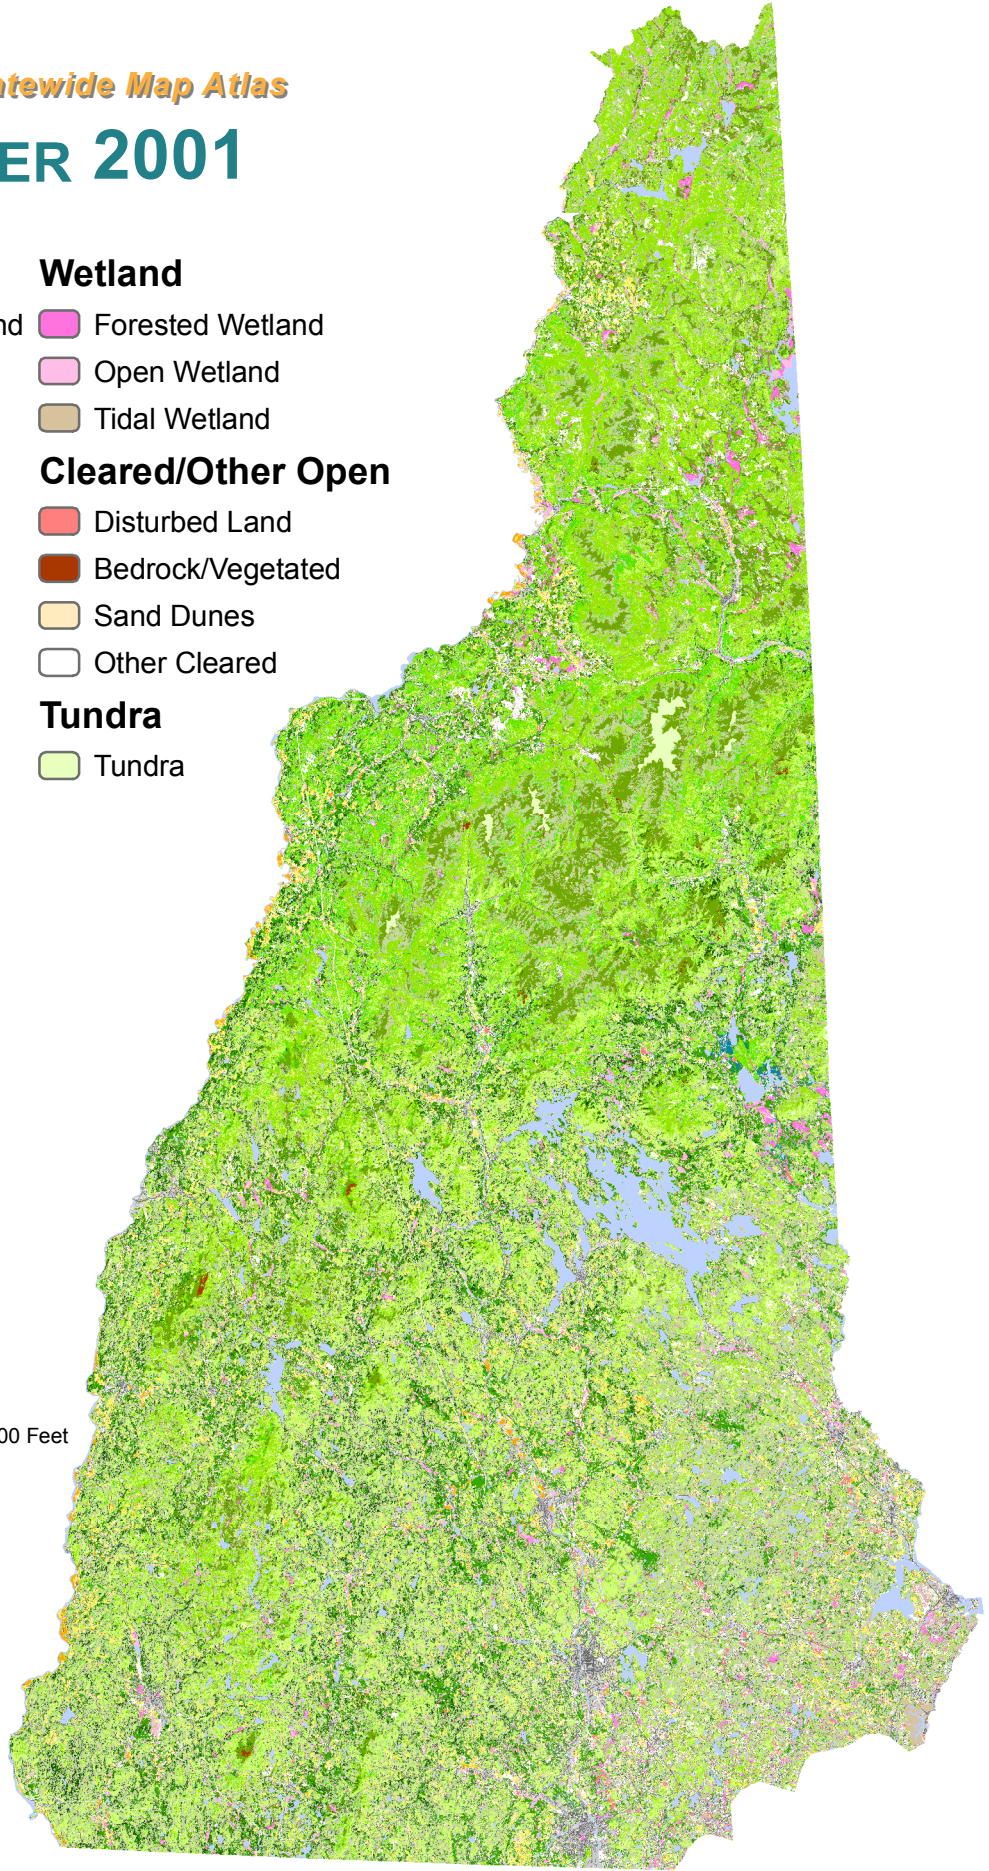 atewide Map Atlas
ER 2001
Wetland
nd
Forested Wetland
Open Wetland
Tidal Wetland
Cleared/Other Open
Disturbed Land
Bedrock/Vegetated
Sand Dunes
Other Cleared
Tundra
Tundra
00 Feet